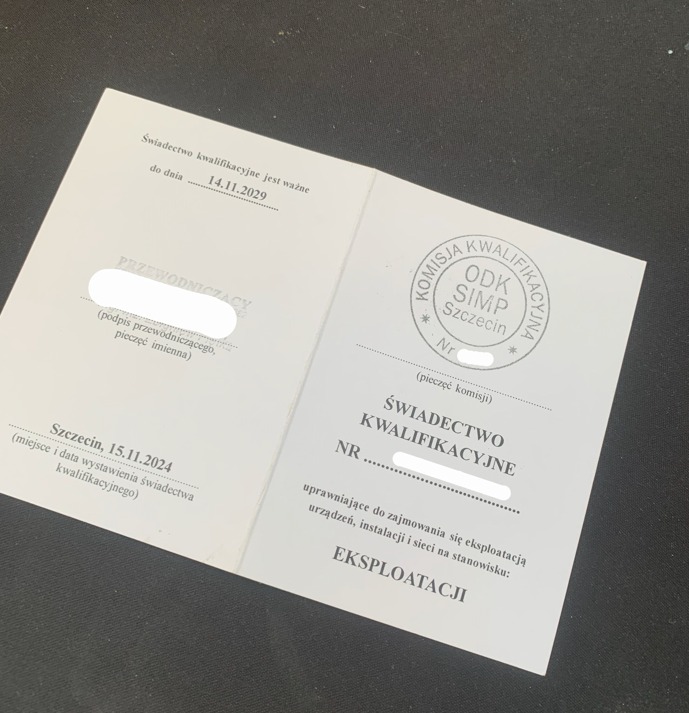 Świadectwo kwalifikacyjne jest ważne
do dnia 14.11.2029
PRZEWODNICZĄCY
(podpis przewodniczącego,
pieczęć imienna)
Szczecin, 15.11.2024
(miejsce i data wystawienia świadectwa
kwalifikacyjnego)
KOMISJA KWALIFIKACYJNA
ODK
SIMP
Szczecin
* Nr *
(pieczęć komisji)
ŚWIADECTWO
KWALIFIKACYJNE
NR
uprawniające do zajmowania się eksploatacją
urządzeń, instalacji i sieci na stanowisku:
EKSPLOATACJI